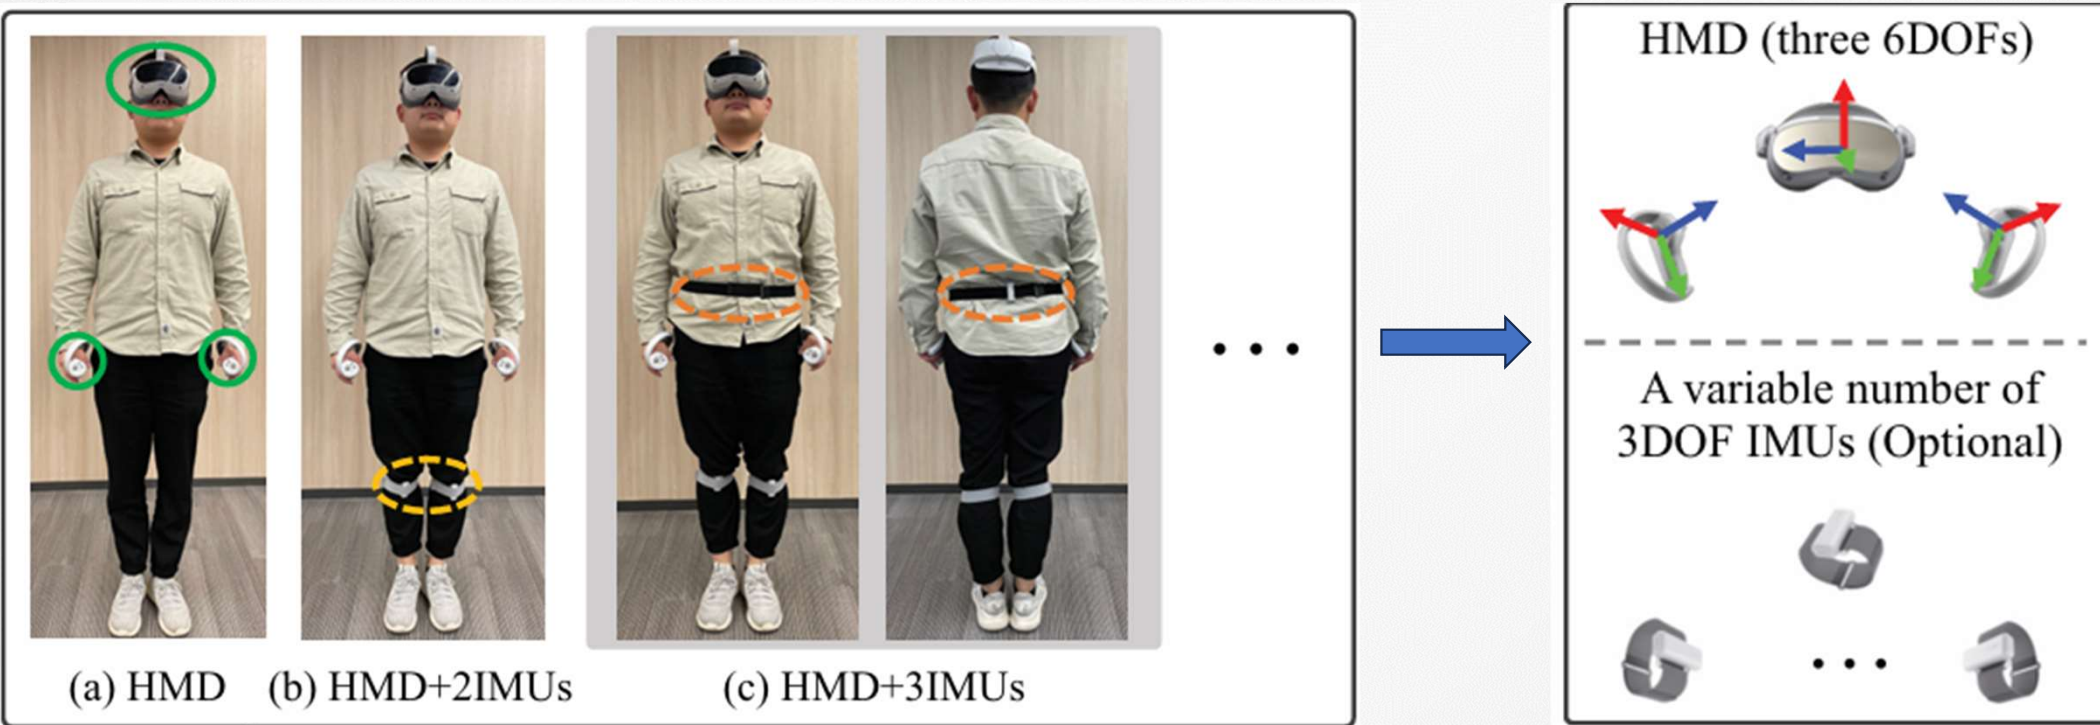 (a) HMD
(b) HMD+2IMUs
(c) HMD+3IMUs
HMD (three 6DOFs)
A variable number of
3DOF IMUs (Optional)